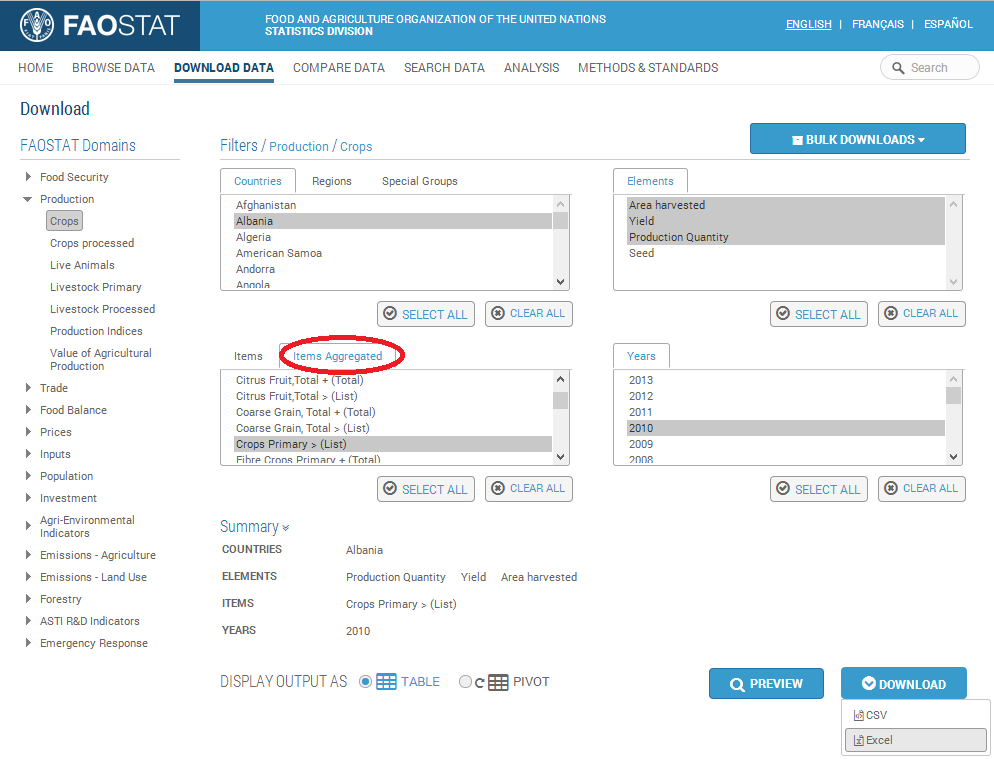 FAOSTAT
FOOD AND AGRICULTURE ORGANIZATION OF THE UNITED NATIONS
STATISTICS DIVISION
ENGLISH | FRANÇAIS | ESPAÑOL
HOME BROWSE DATA DOWNLOAD DATA COMPARE DATA SEARCH DATA ANALYSIS METHODS & STANDARDS Search
Download
FAOSTAT Domains
Food Security
Production
Crops
Crops processed
Live Animals
Livestock Primary
Livestock Processed
Production Indices
Value of Agricultural
Production
Trade
Food Balance
Prices
Inputs
Population
Investment
Agri-Environmental
Indicators
Emissions - Agriculture
Emissions - Land Use
Forestry
ASTI R&D Indicators
Emergency Response
Filters / Production / Crops
BULK DOWNLOADS
Countries Regions Special Groups
Afghanistan
Albania
Algeria
American Samoa
Andorra
Angola
SELECT ALL CLEAR ALL
Elements
Area harvested
Yield
Production Quantity
Seed
SELECT ALL CLEAR ALL
Items Items Aggregated
Citrus Fruit,Total + (Total)
Citrus Fruit,Total > (List)
Coarse Grain, Total + (Total)
Coarse Grain, Total > (List)
Crops Primary > (List)
Fibre Crops Primary + (Total)
SELECT ALL CLEAR ALL
Years
2013
2012
2011
2010
2009
2008
SELECT ALL CLEAR ALL
Summary
COUNTRIES Albania
ELEMENTS Production Quantity Yield Area harvested
ITEMS Crops Primary > (List)
YEARS 2010
DISPLAY OUTPUT AS TABLE PIVOT
PREVIEW
DOWNLOAD
CSV
Excel